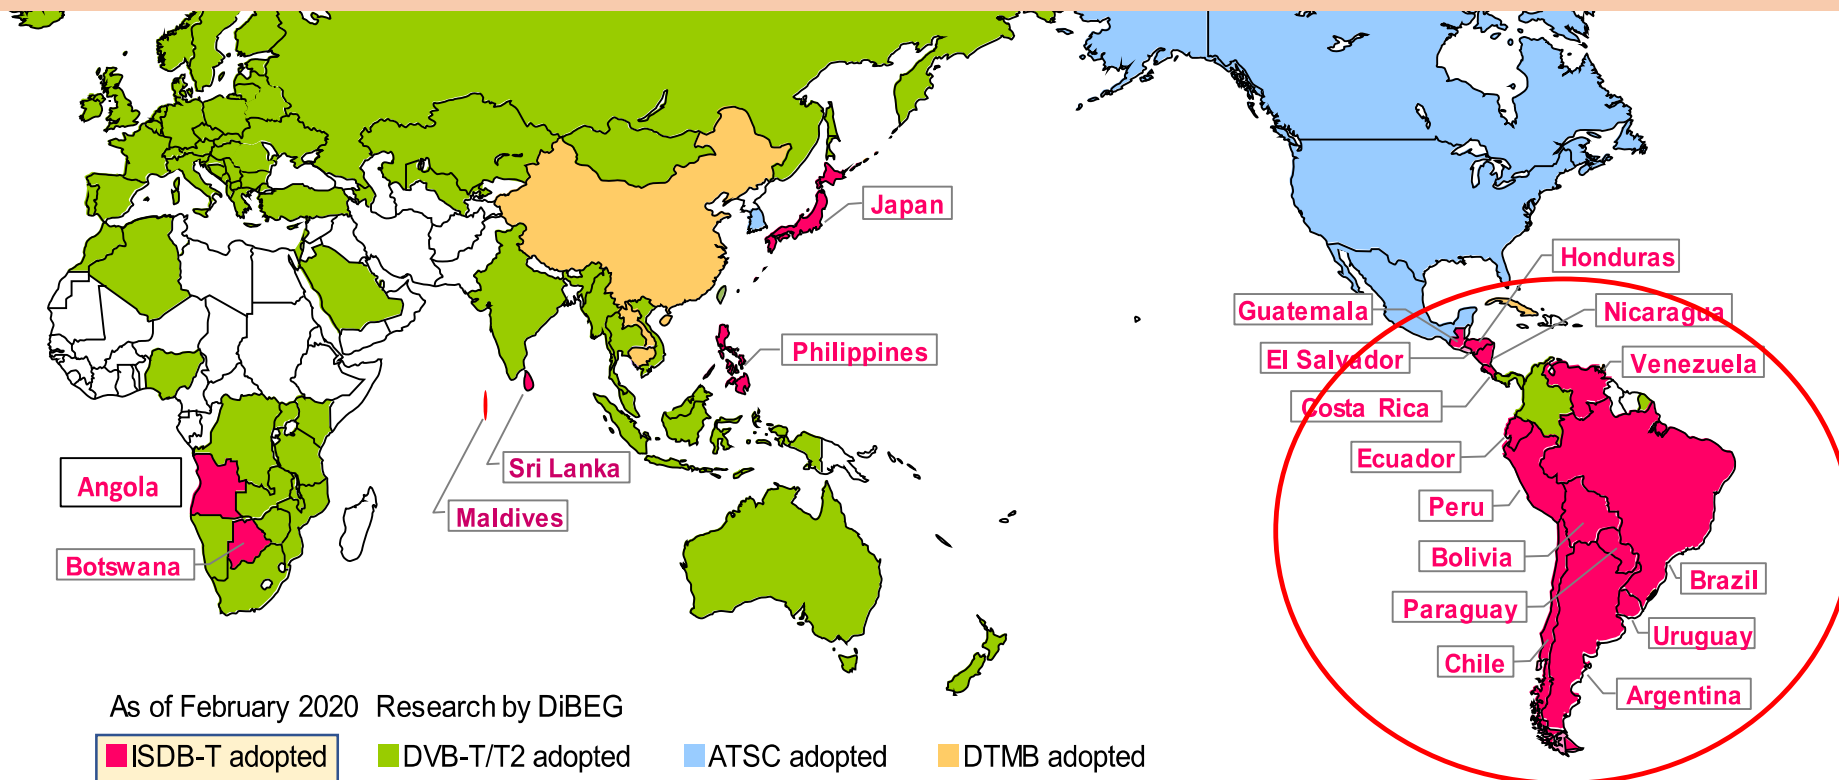 Japan
Honduras
Guatemala
Nicaragua
Philippines
El Salvador
Venezuela
Costa Rica
Ecuador
Sri Lanka
Angola
Peru
Maldives
Bolivia
Botswana
Brazil
Paraguay
Uruguay
Chile
Argentina
As of February 2020 Research by DiBEG
ISDB-T adopted DVB-T/T2 adopted ATSC adopted DTMB adopted